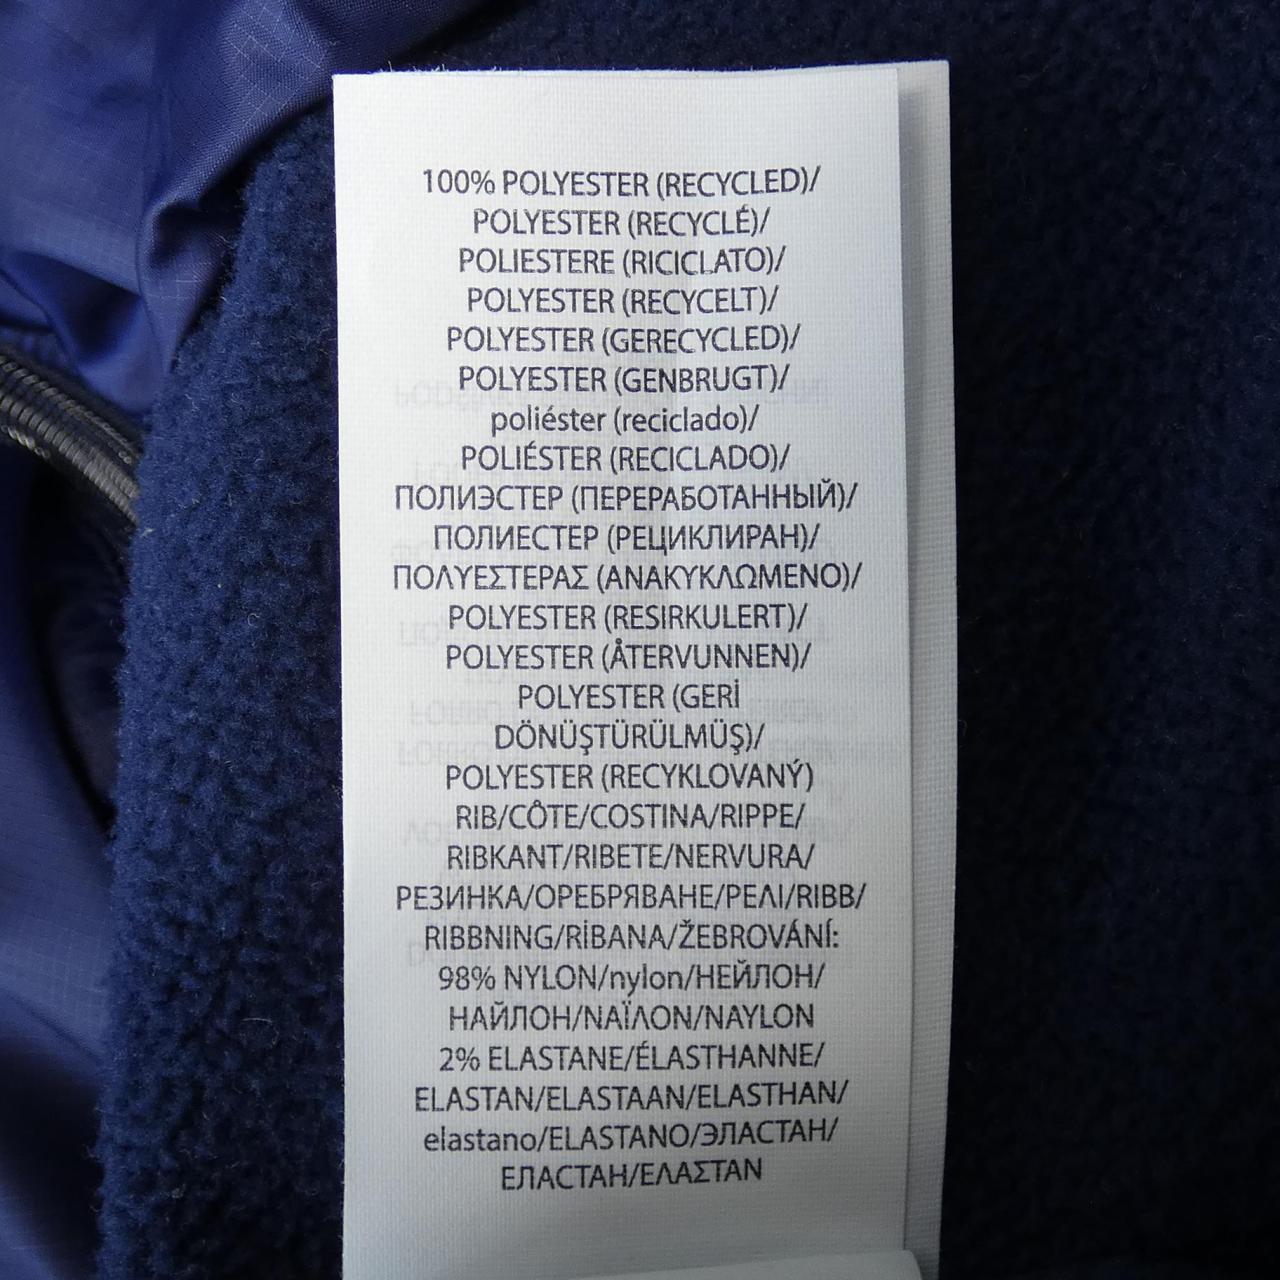 100% POLYESTER (RECYCLED)/
POLYESTER (RECYCLÉ)/
POLIESTERE (RICICLATO)/
POLYESTER (RECYCELT)/
POLYESTER (GERECYCLED)/
POLYESTER (GENBRUGT)/
poliéster (reciclado)/
POLIÉSTER (RECICLADO)/
ПОЛИЭСТЕР (ПЕРЕРАБОТАННЫЙ)/
ПОЛИЕСТЕР (РЕЦИКЛИРАН)/
ΠΟΛΥΕΣΤΕΡΑΣ (ΑΝΑΚΥΚΛΩΜΕΝΟ)/
POLYESTER (RESIRKULERT)/
POLYESTER (ÅTERVUNNEN)/
POLYESTER (GERİ
DÖNÜŞTÜRÜLMÜŞ)/
POLYESTER (RECYKLOVANÝ)
RIB/CÔTE/COSTINA/RIPPE/
RIBKANT/RIBETE/NERVURA/
РЕЗИНКА/ОРЕБРЯВАНЕ/ΡΕΛΙ/RIBB/
RIBBNING/RİBANA/ŽEBROVÁNÍ:
98% NYLON/nylon/НЕЙЛОН/
НАЙЛОН/ΝΑΪΛΟΝ/NAYLON
2% ELASTANE/ÉLASTHANNE/
ELASTAN/ELASTAAN/ELASTHAN/
elastano/ELASTANO/ЭЛАСТАН/
ЕЛАСТАН/ΕΛΑΣΤΑΝ